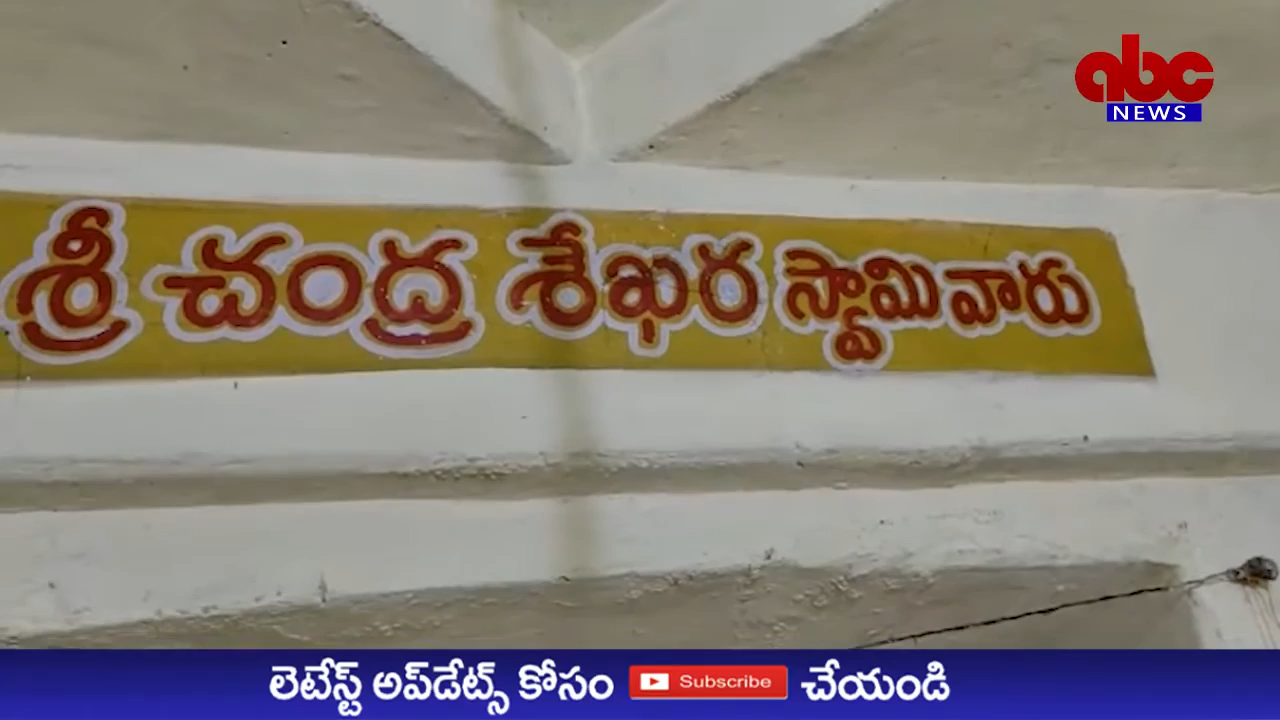 abc
NEWS
శ్రీ చంద్ర శేఖర స్వామివారు
లెటేస్ట్ అప్‌డేట్స్ కోసం Subscribe చేయండి